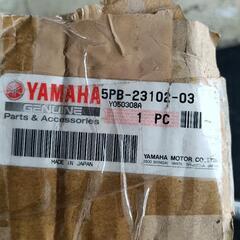 YAMAHA 5PB-23102-03
GENUINE Y050308A
Parts & Accessories 1 PC
MADE IN JAPAN
YAMAHA MOTOR CO.,LTD.